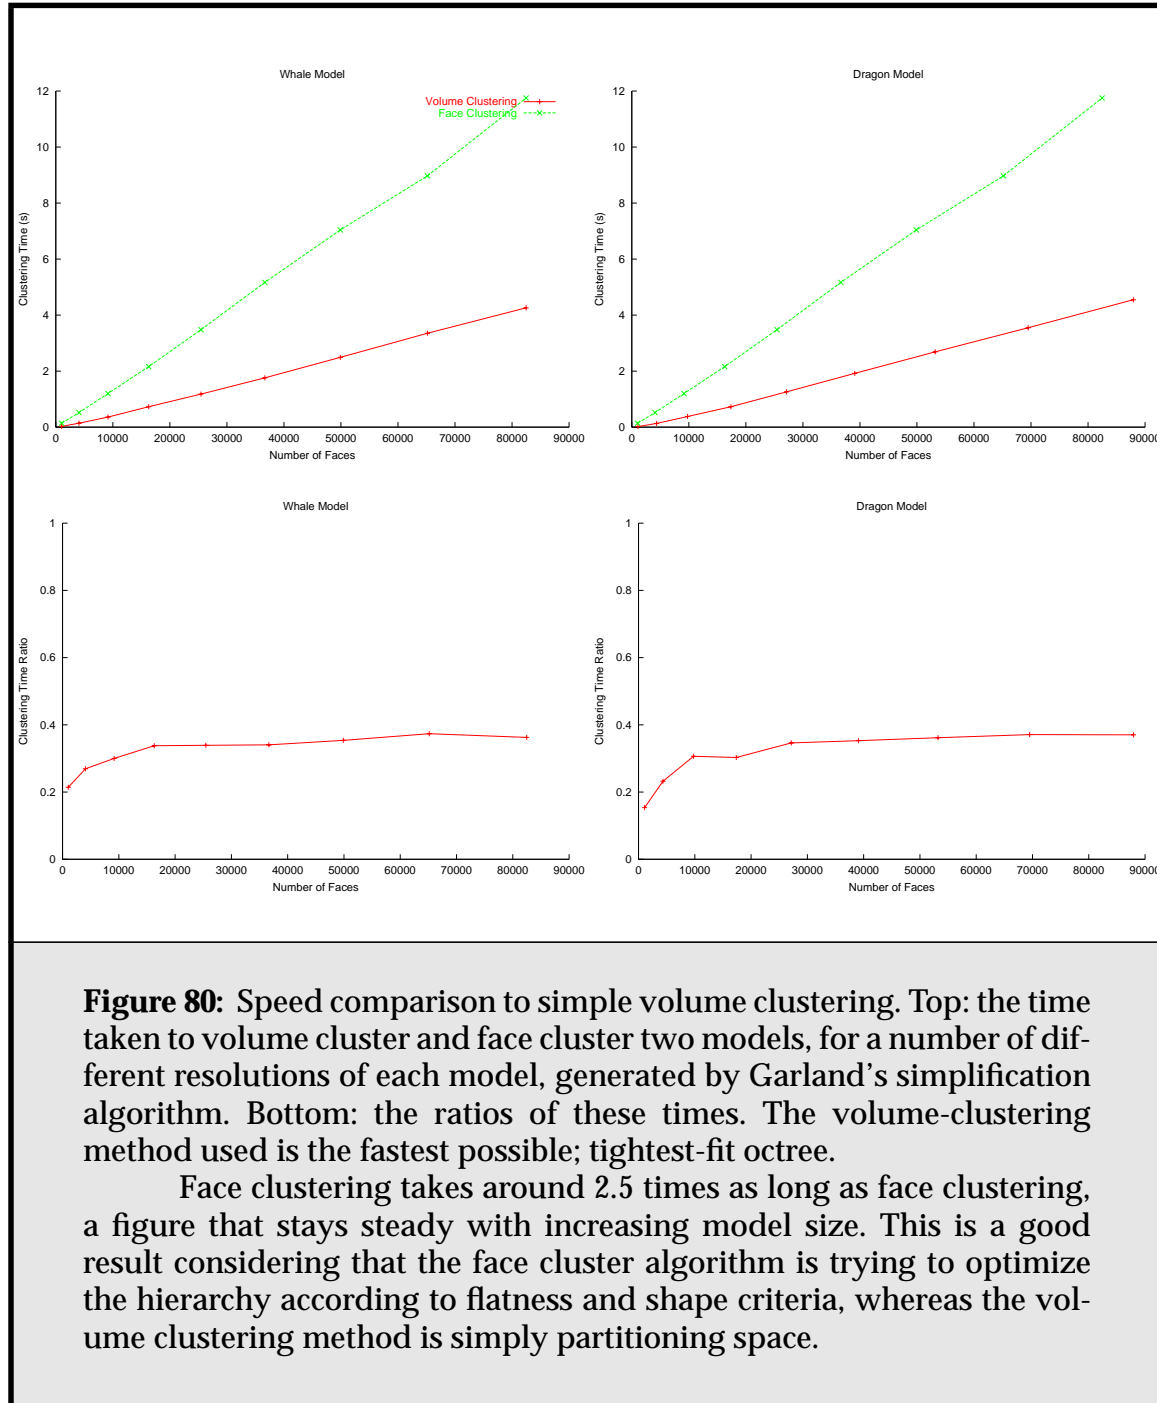 Whale Model
12
10
8
6
4
2
0
Clustering Time (s)
Volume Clustering
Face Clustering
0 10000 20000 30000 40000 50000 60000 70000 80000 90000
Number of Faces
Dragon Model
12
10
8
6
4
2
0
Clustering Time (s)
0 10000 20000 30000 40000 50000 60000 70000 80000 90000
Number of Faces
Whale Model
1
0.8
0.6
0.4
0.2
0
Clustering Time Ratio
0 10000 20000 30000 40000 50000 60000 70000 80000 90000
Number of Faces
Dragon Model
1
0.8
0.6
0.4
0.2
0
Clustering Time Ratio
0 10000 20000 30000 40000 50000 60000 70000 80000 90000
Number of Faces
Figure 80: Speed comparison to simple volume clustering. Top: the time
taken to volume cluster and face cluster two models, for a number of dif-
ferent resolutions of each model, generated by Garland's simplification
algorithm. Bottom: the ratios of these times. The volume-clustering
method used is the fastest possible; tightest-fit octree.
Face clustering takes around 2.5 times as long as face clustering,
a figure that stays steady with increasing model size. This is a good
result considering that the face cluster algorithm is trying to optimize
the hierarchy according to flatness and shape criteria, whereas the vol-
ume clustering method is simply partitioning space.